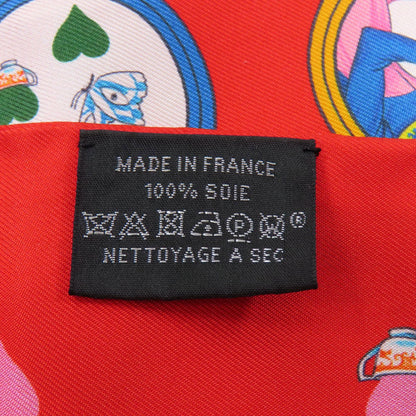 MADE IN FRANCE
100% SOIE
P W ®
NETTOYAGE A SEC